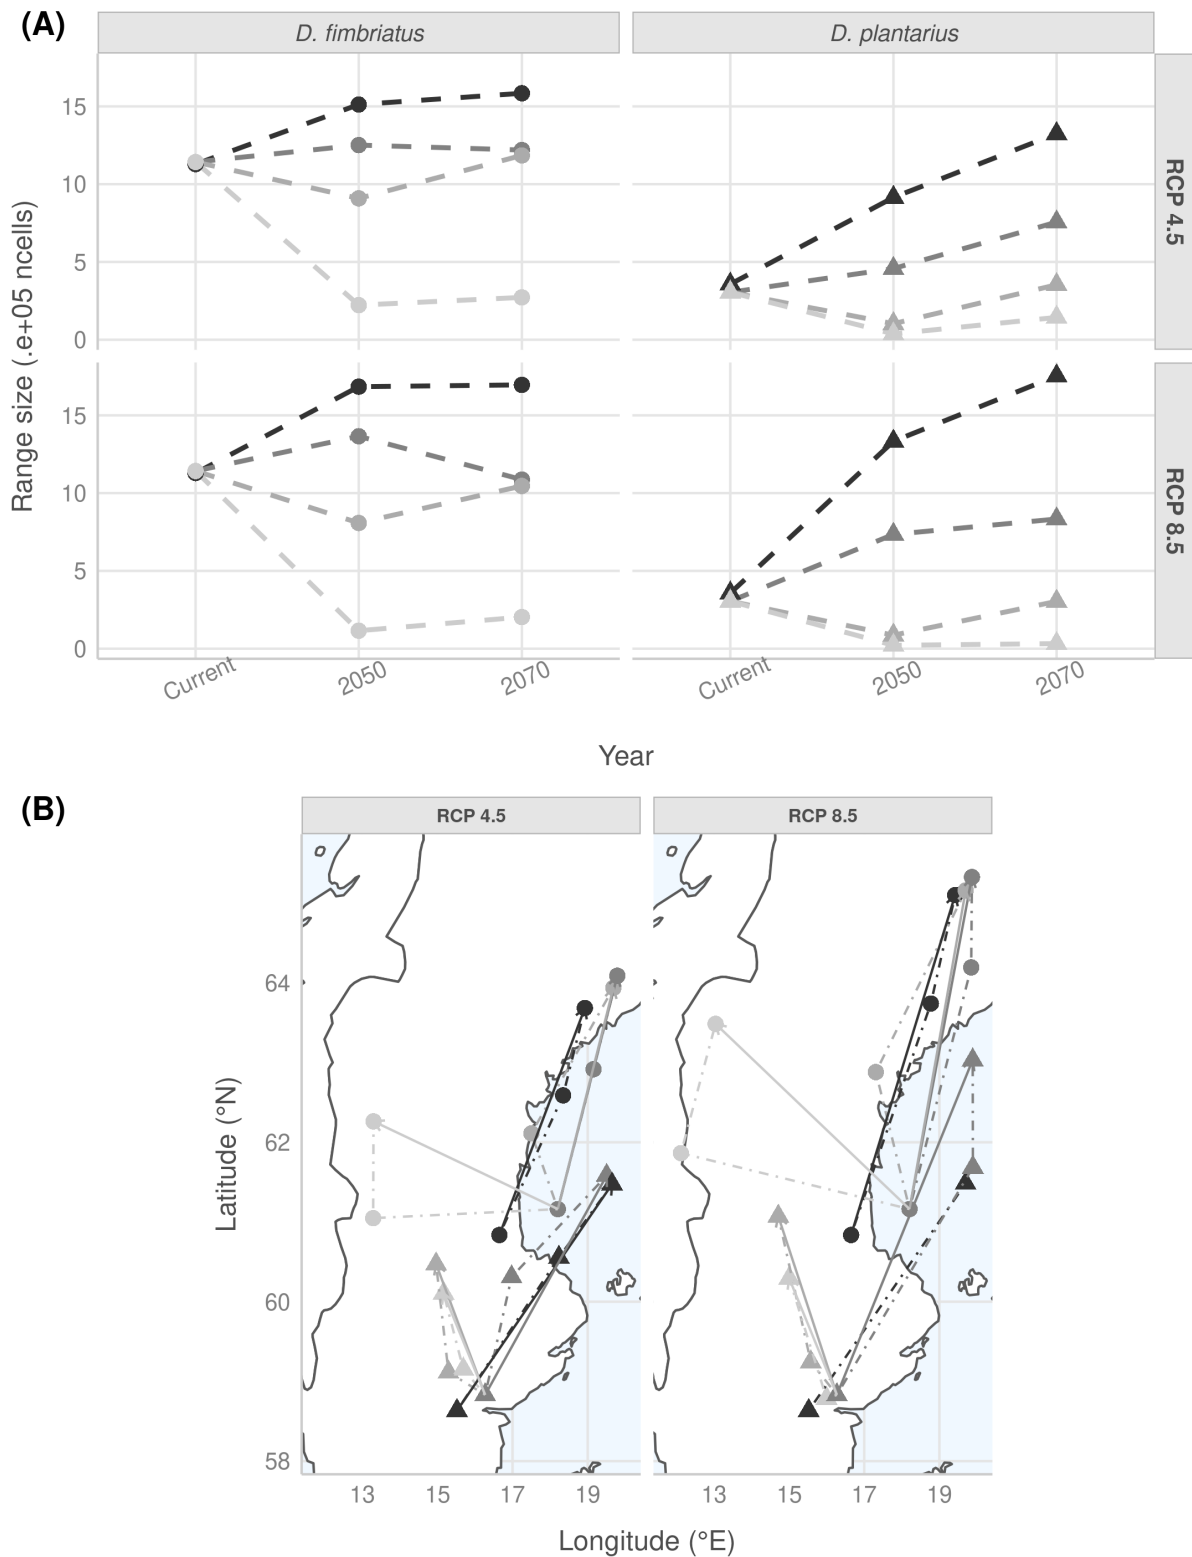 (A)
D. fimbriatus
D. plantarius
15
10
5
0
RCP 4.5
15
10
5
0
RCP 8.5
Range size (.e+05 ncells)
Current
2050
2070
Current
2050
2070
Year
(B)
RCP 4.5
RCP 8.5
64
62
60
58
Latitude (°N)
13
15
17
19
13
15
17
19
Longitude (°E)